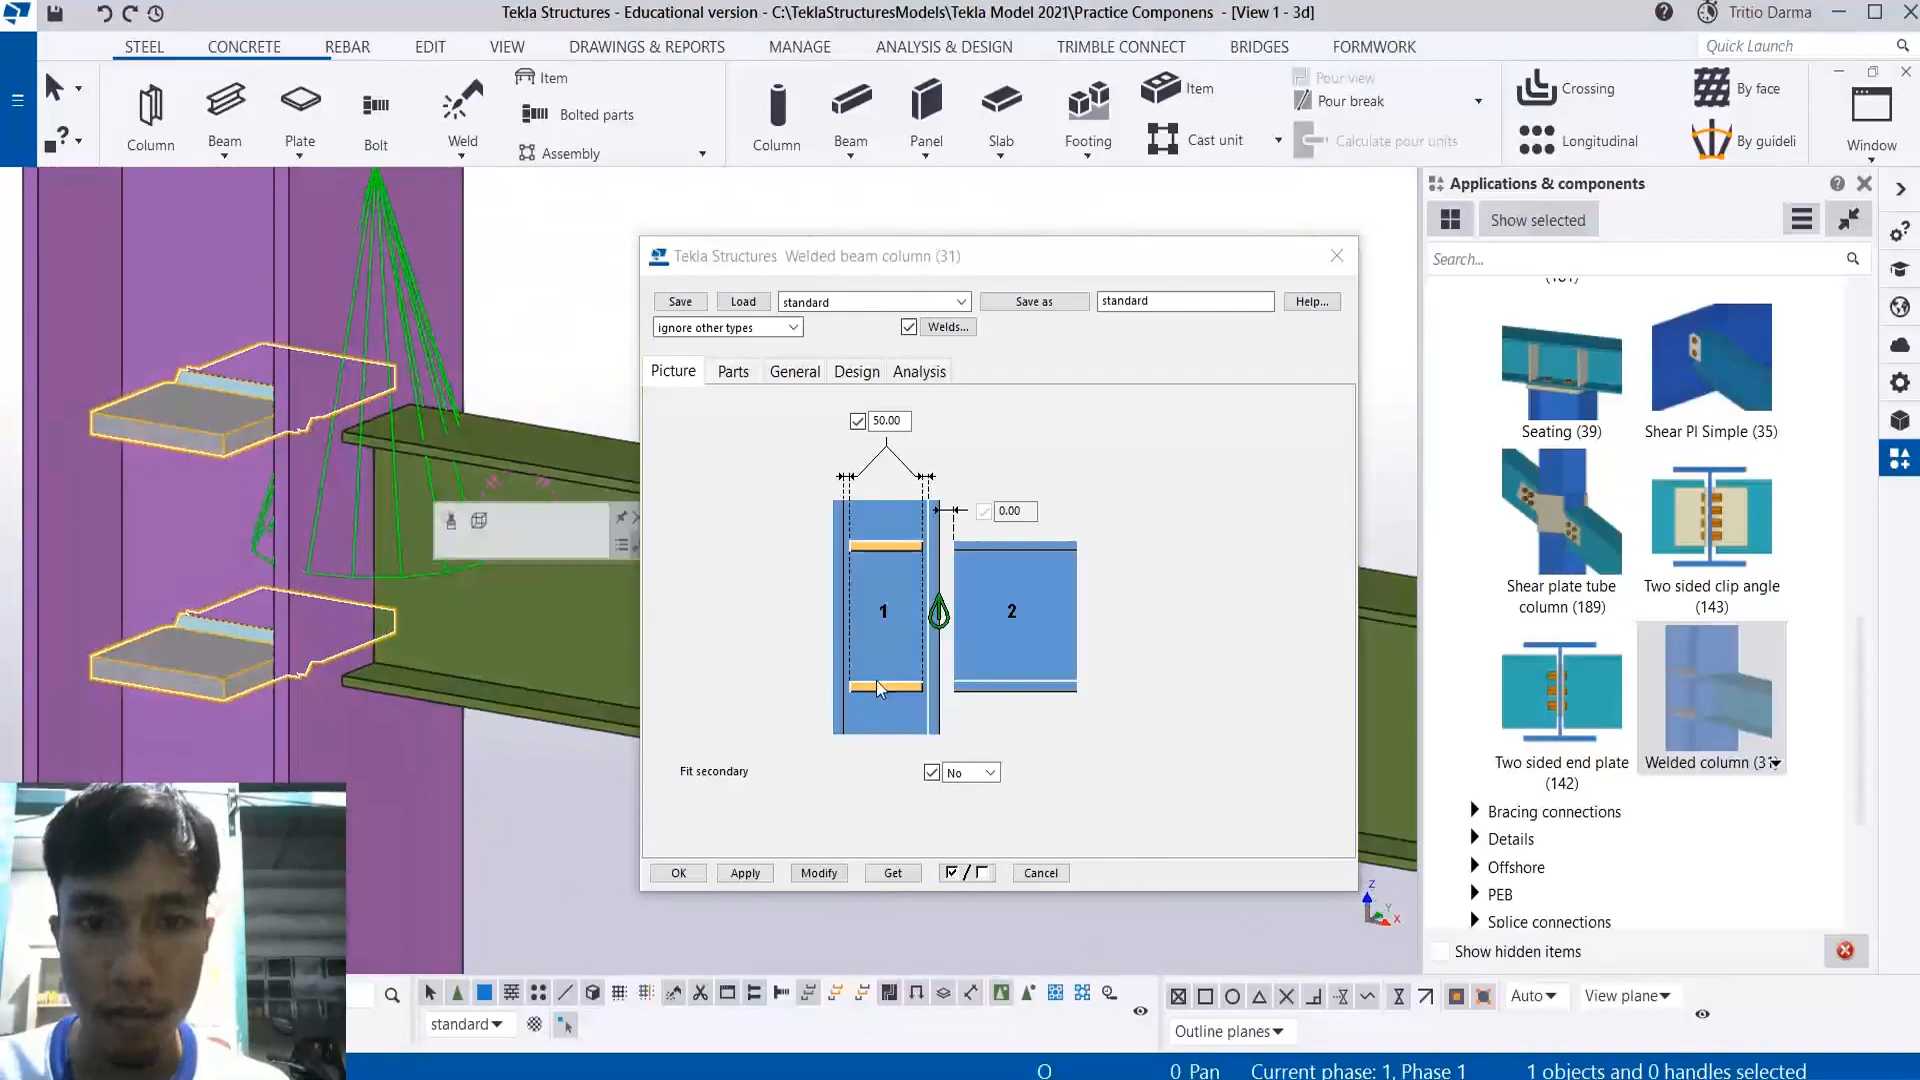 Tekla Structures - Educational version - C:\TeklaStructuresModels\Tekla Model 2021\Practice Componens - [View 1 - 3d]
Tritio Darma
STEEL CONCRETE REBAR EDIT VIEW DRAWINGS & REPORTS MANAGE ANALYSIS & DESIGN TRIMBLE CONNECT BRIDGES FORMWORK
Quick Launch
Column Beam Plate Bolt Weld
Item
Bolted parts
Assembly
Column Beam Panel Slab Footing
Item
Cast unit
Pour view
Pour break
Calculate pour units
Crossing
Longitudinal
By face
By guideli
Window
Applications & components
Show selected
Search...
Seating (39)
Shear Pl Simple (35)
Shear plate tube
column (189)
Two sided clip angle
(143)
Two sided end plate
(142)
Welded column (31)
Bracing connections
Details
Offshore
PEB
Splice connections
Show hidden items
Tekla Structures Welded beam column (31)
Save Load standard Save as standard Help...
ignore other types Welds...
Picture Parts General Design Analysis
50.00
0.00
1 2
Fit secondary No
OK Apply Modify Get / Cancel
Z
Y
X
standard
Auto View plane
Outline planes
O 0 Pan Current phase: 1, Phase 1 1 objects and 0 handles selected